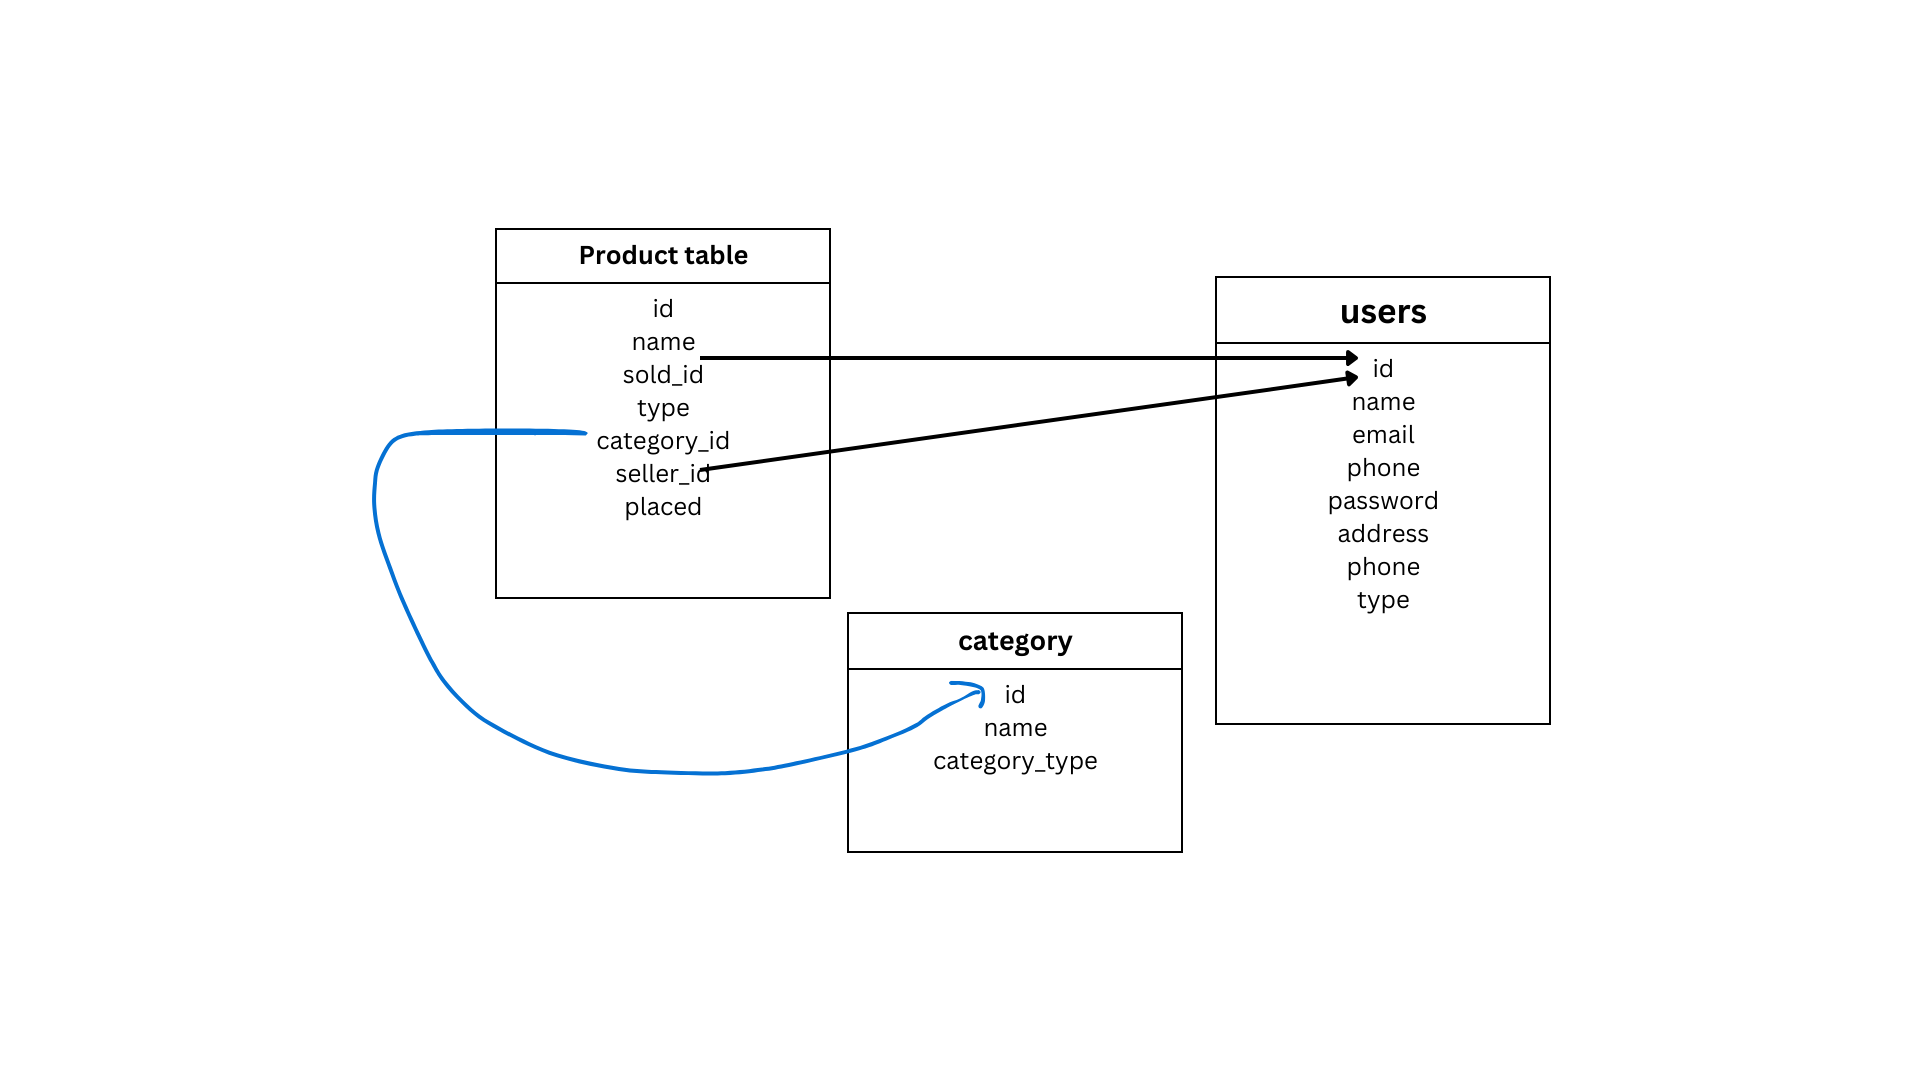 Product table
id
name
sold_id
type
category_id
seller_id
placed
users
id
name
email
phone
password
address
phone
type
category
id
name
category_type